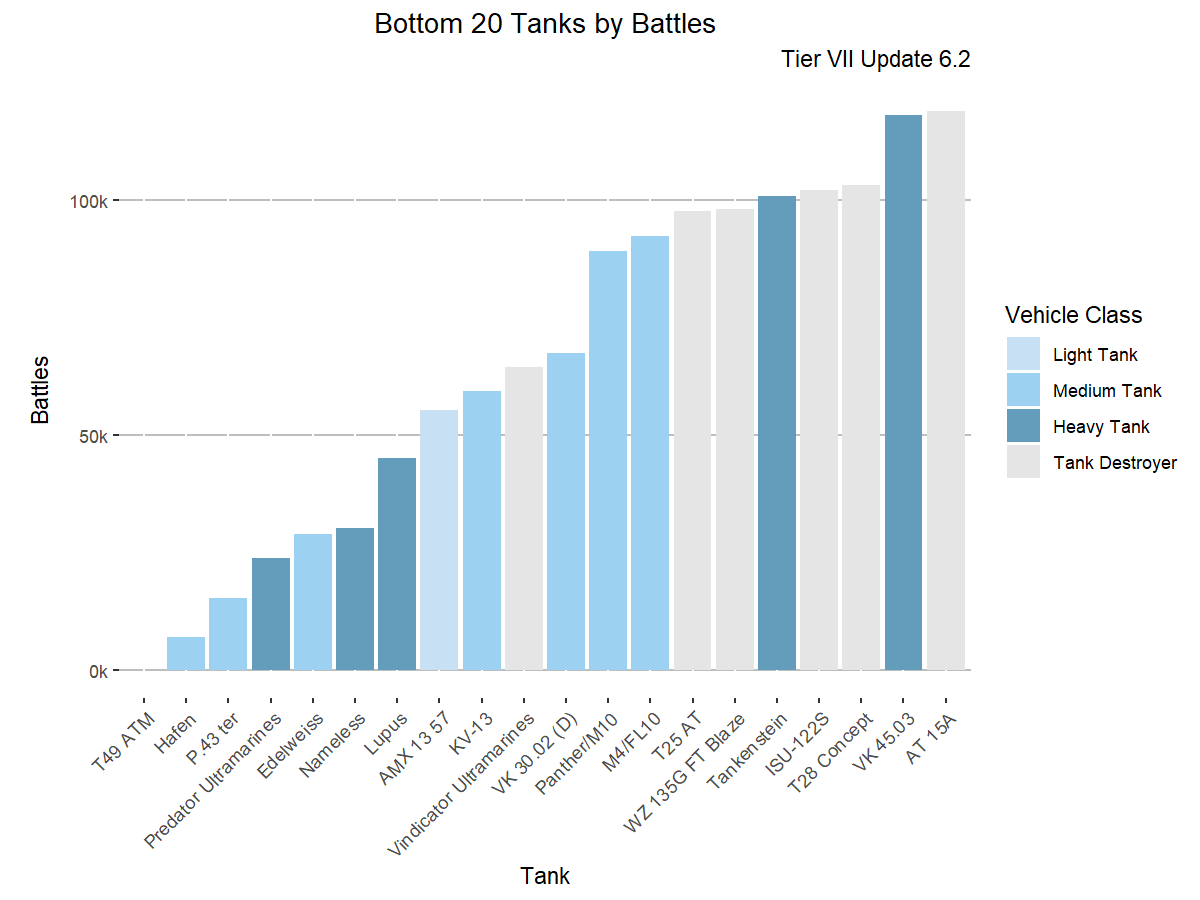 Bottom 20 Tanks by Battles
Tier VII Update 6.2
Battles
100k
50k
0k
T49 ATM
Hafen
P.43 ter
Predator Ultramarines
Edelweiss
Nameless
Lupus
AMX 13 57
KV-13
Vindicator Ultramarines
VK 30.02 (D)
Panther/M10
M4/FL10
T25 AT
WZ 135G FT Blaze
Tankenstein
ISU-122S
T28 Concept
VK 45.03
AT 15A
Tank
Vehicle Class
Light Tank
Medium Tank
Heavy Tank
Tank Destroyer